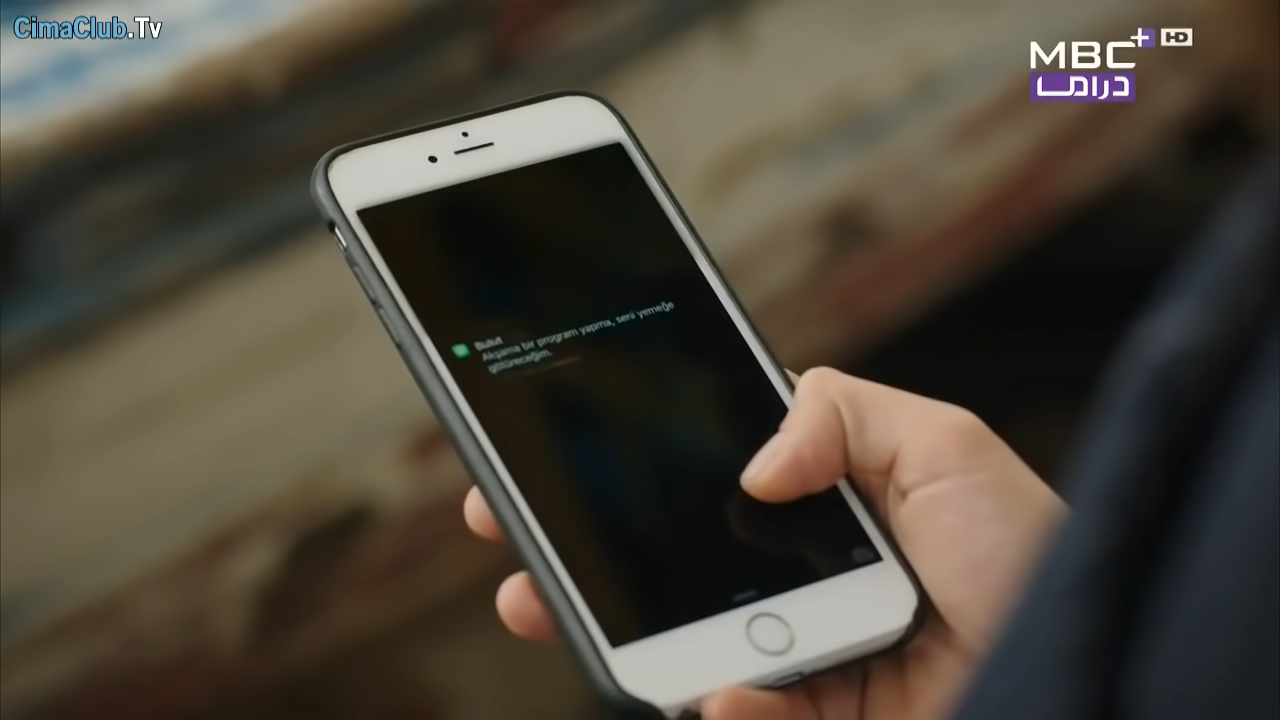 CimaClub.Tv
MBC+ HD
دراما
Bulut
Akşama bir program yapma, seni yemeğe
götüreceğim.